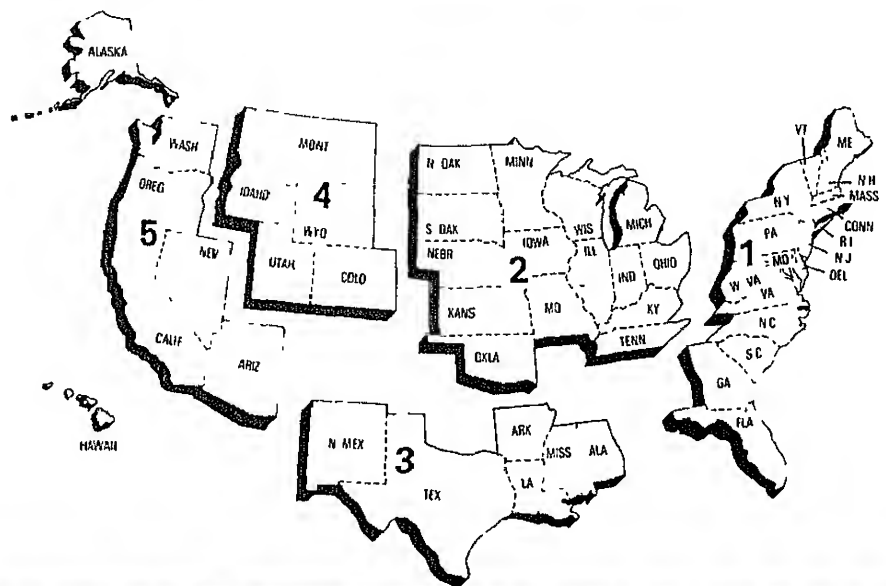 ALASKA
WASH
MONT
N DAK
MINN
VT
ME
OREG
IDAHO
4
N H
MASS
N Y
WYO
S DAK
WIS
MICH
CONN
PA
R I
5
NEV
IOWA
1
N J
NEBR
ILL
MD
DEL
UTAH
COLO
2
IND
OHIO
W VA
VA
KANS
MO
KY
N C
CALIF
TENN
ARIZ
OKLA
S C
GA
HAWAII
ARK
FLA
N MEX
3
MISS
ALA
LA
TEX